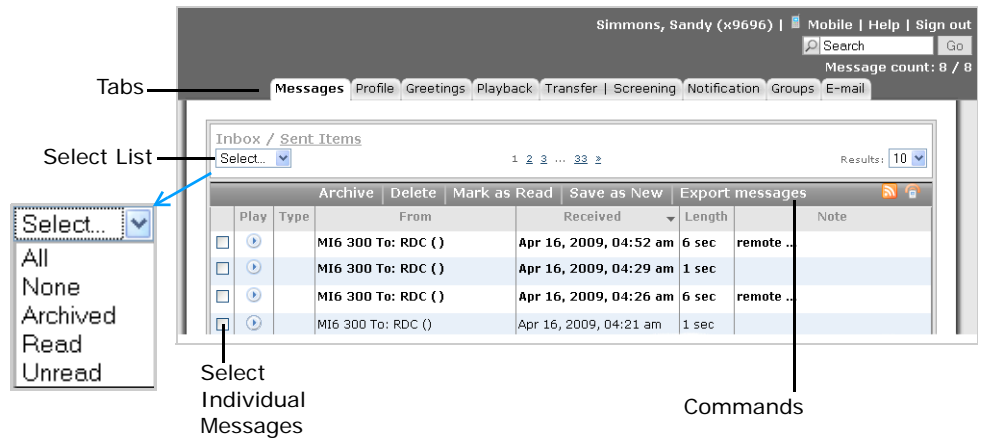 Simmons, Sandy (x9696) | Mobile | Help | Sign out
Search Go
Message count: 8 / 8
Tabs
Messages Profile Greetings Playback Transfer | Screening Notification Groups E-mail
Inbox / Sent Items
Select List
Select... 1 2 3 ... 33 » Results: 10
Archive | Delete | Mark as Read | Save as New | Export messages
Play Type From Received Length Note
MI6 300 To: RDC () Apr 16, 2009, 04:52 am 6 sec remote ...
MI6 300 To: RDC () Apr 16, 2009, 04:29 am 1 sec
MI6 300 To: RDC () Apr 16, 2009, 04:26 am 6 sec remote ...
MI6 300 To: RDC () Apr 16, 2009, 04:21 am 1 sec
Select...
All
None
Archived
Read
Unread
Select
Individual
Messages
Commands